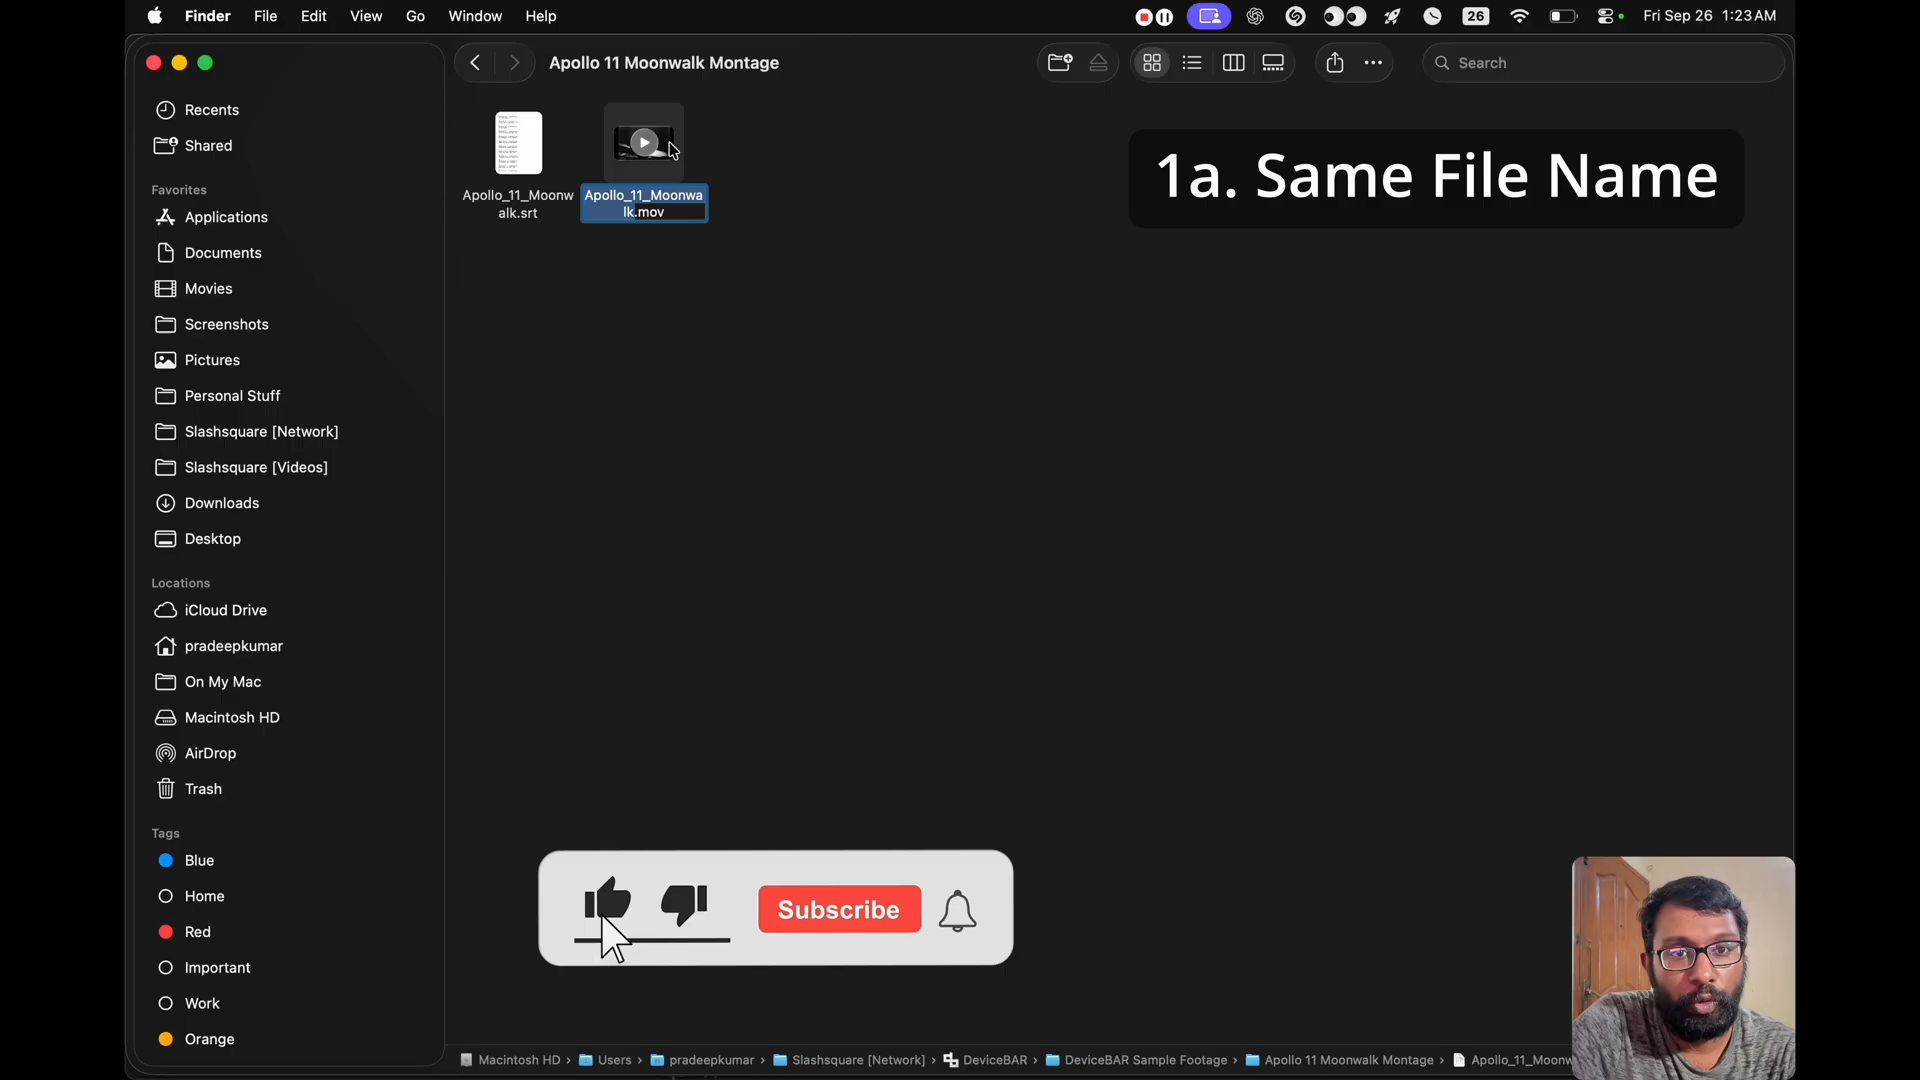 Finder File Edit View Go Window Help
26
Fri Sep 26 1:23 AM
Apollo 11 Moonwalk Montage
Search
Recents
Shared
Favorites
Applications
Documents
Movies
Screenshots
Pictures
Personal Stuff
Slashsquare [Network]
Slashsquare [Videos]
Downloads
Desktop
Locations
iCloud Drive
pradeepkumar
On My Mac
Macintosh HD
AirDrop
Trash
Tags
Blue
Home
Red
Important
Work
Orange
Apollo_11_Moonw
alk.srt
Apollo_11_Moonwa
lk.mov
1a. Same File Name
Subscribe
Macintosh HD › Users › pradeepkumar › Slashsquare [Network] › DeviceBAR › DeviceBAR Sample Footage › Apollo 11 Moonwalk Montage › Apollo_11_Moonw